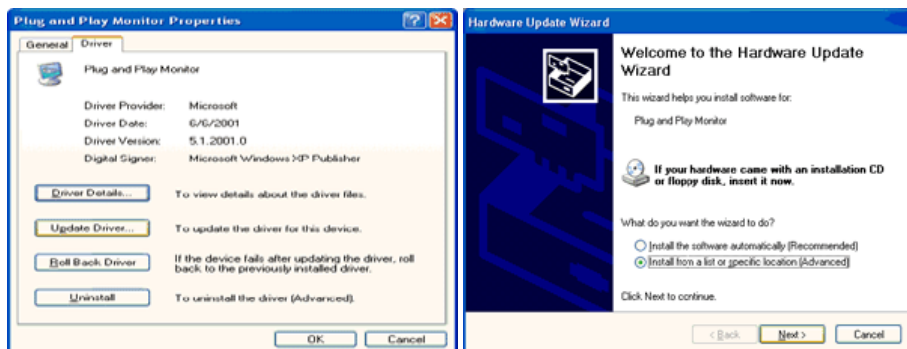 Plug and Play Monitor Properties
General
Driver
Plug and Play Monitor
Driver Provider: Microsoft
Driver Date: 6/6/2001
Driver Version: 5.1.2001.0
Digital Signer: Microsoft Windows XP Publisher
Driver Details...
To view details about the driver files.
Update Driver...
To update the driver for this device.
Roll Back Driver
If the device fails after updating the driver, roll
back to the previously installed driver.
Uninstall
To uninstall the driver (Advanced).
OK
Cancel
Hardware Update Wizard
Welcome to the Hardware Update
Wizard
This wizard helps you install software for:
Plug and Play Monitor
If your hardware came with an installation CD
or floppy disk, insert it now.
What do you want the wizard to do?
Install the software automatically (Recommended)
Install from a list or specific location (Advanced)
Click Next to continue.
< Back
Next >
Cancel